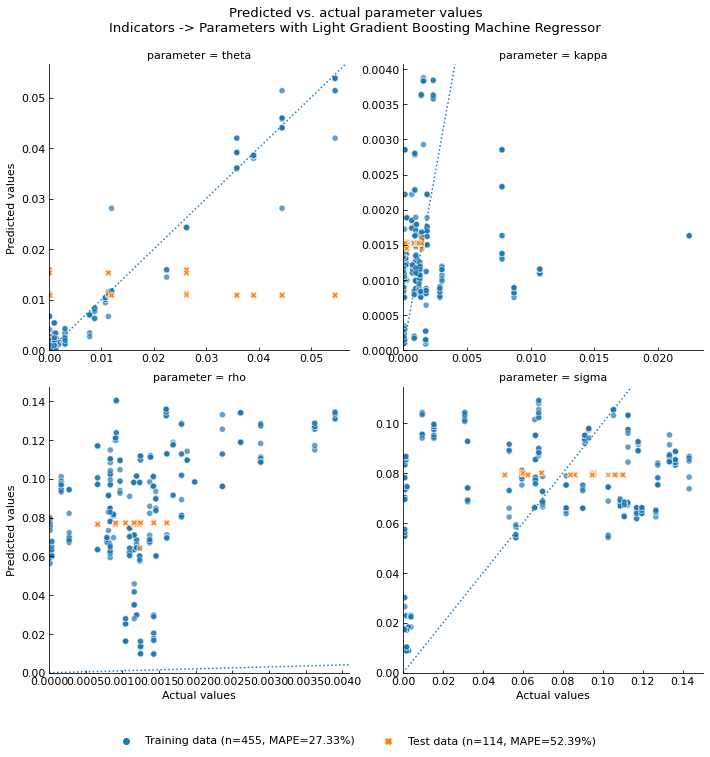 Predicted vs. actual parameter values
Indicators -> Parameters with Light Gradient Boosting Machine Regressor
parameter = theta
parameter = kappa
0.05
0.04
0.03
0.02
0.01
0.00
Predicted values
0.00 0.01 0.02 0.03 0.04 0.05
0.0040
0.0035
0.0030
0.0025
0.0020
0.0015
0.0010
0.0005
0.0000
0.000 0.005 0.010 0.015 0.020
parameter = rho
parameter = sigma
0.14
0.12
0.10
0.08
0.06
0.04
0.02
0.00
Predicted values
0.0000 0.0005 0.0010 0.0015 0.0020 0.0025 0.0030 0.0035 0.0040
Actual values
0.10
0.08
0.06
0.04
0.02
0.00
0.00 0.02 0.04 0.06 0.08 0.10 0.12 0.14
Actual values
Training data (n=455, MAPE=27.33%)
Test data (n=114, MAPE=52.39%)